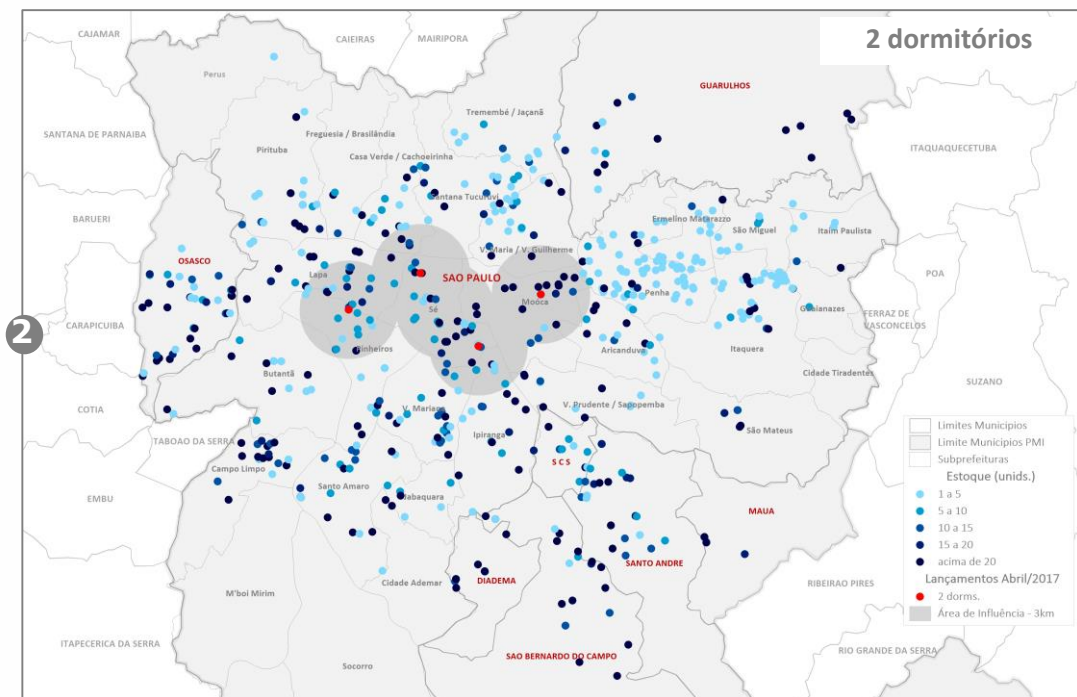 2 dormitórios
CAJAMAR
CAIEIRAS
MAIRIPORA
Perus
GUARULHOS
SANTANA DE PARNAIBA
Tremembé / Jaçanã
Freguesia / Brasilândia
Pirituba
Casa Verde / Cachoeirinha
ITAQUAQUECETUBA
Santana Tucuruvi
BARUERI
Ermelino Matarazzo
São Miguel
Itaim Paulista
V. Maria / V. Guilherme
OSASCO
Lapa
SAO PAULO
POA
Penha
Mooca
Sé
Guaianazes
FERRAZ DE
VASCONCELOS
2
CARAPICUIBA
Pinheiros
Aricanduva
Itaquera
Butantã
Cidade Tiradentes
SUZANO
COTIA
V. Mariana
V. Prudente / Sapopemba
TABOAO DA SERRA
Ipiranga
São Mateus
Campo Limpo
S C S
Santo Amaro
EMBU
Jabaquara
MAUA
SANTO ANDRE
Cidade Ademar
DIADEMA
RIBEIRAO PIRES
M'boi Mirim
ITAPECERICA DA SERRA
SAO BERNARDO DO CAMPO
RIO GRANDE DA SERRA
Socorro
Limites Municipios
Limite Municipios PMI
Subprefeituras
Estoque (unids.)
1 a 5
5 a 10
10 a 15
15 a 20
acima de 20
Lançamentos Abril/2017
2 dorms.
Área de Influência - 3km